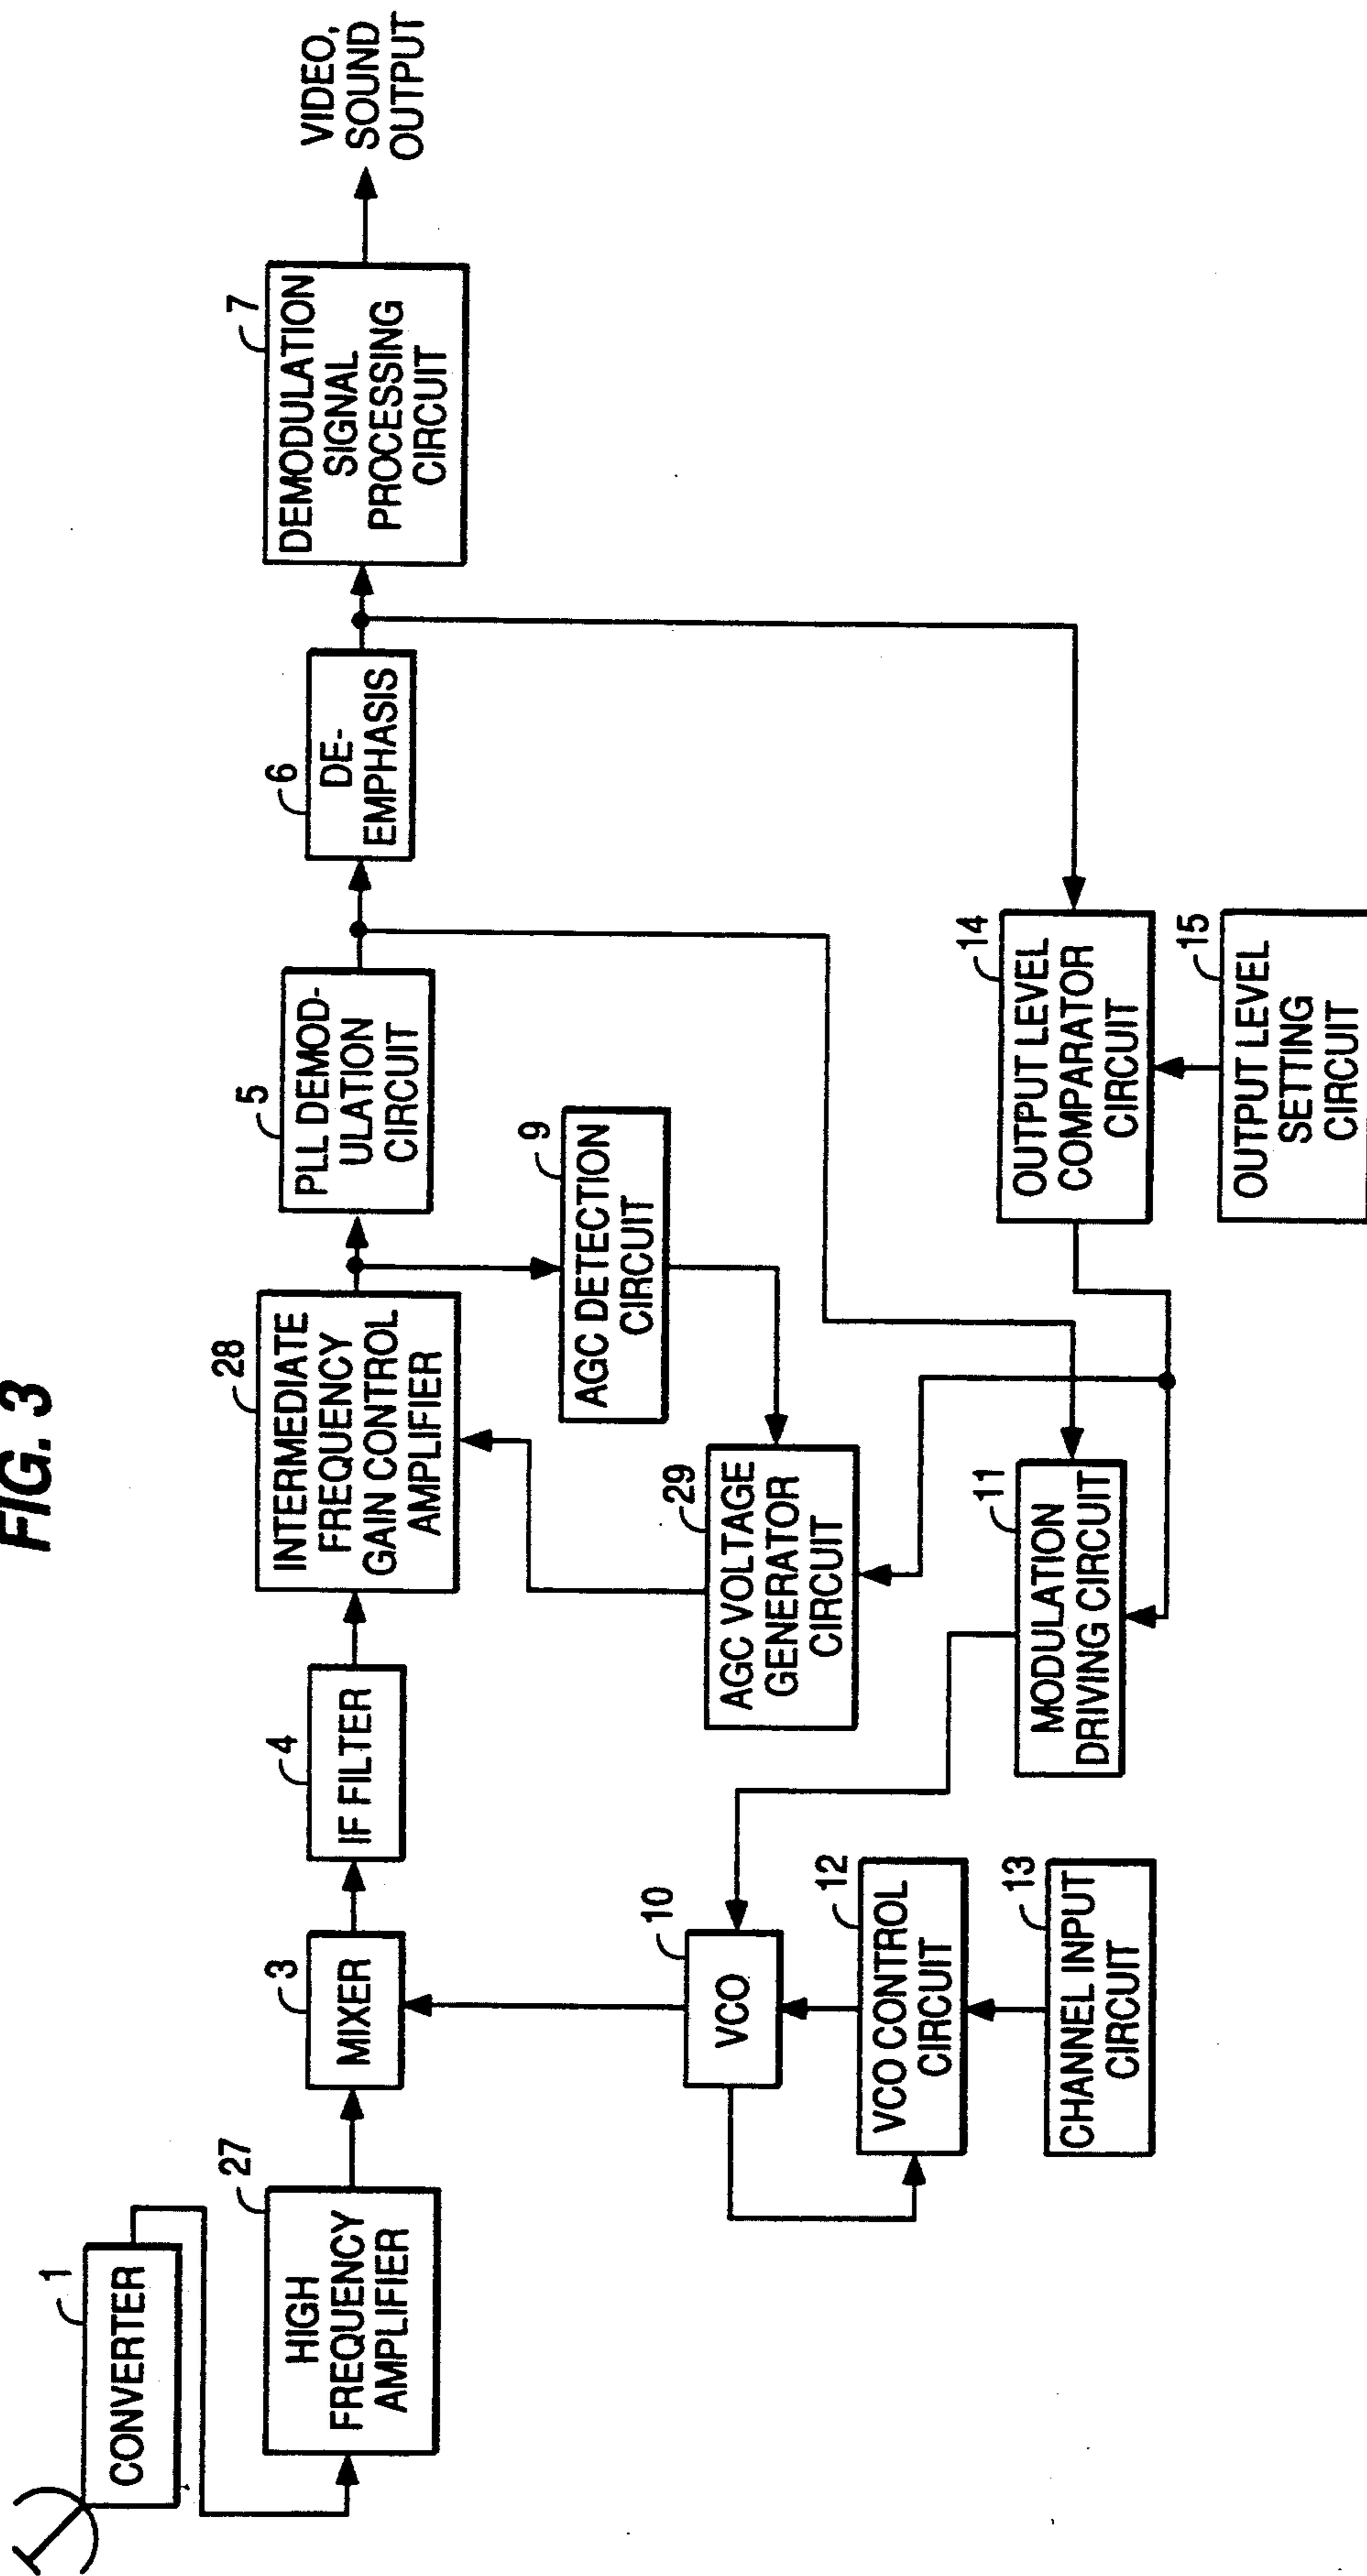 FIG. 3
1
CONVERTER
27
HIGH
FREQUENCY
AMPLIFIER
3
MIXER
4
IF FILTER
28
INTERMEDIATE
FREQUENCY
GAIN CONTROL
AMPLIFIER
5
PLL DEMOD-
ULATION
CIRCUIT
6
DE-
EMPHASIS
7
DEMODULATION
SIGNAL
PROCESSING
CIRCUIT
VIDEO,
SOUND
OUTPUT
9
AGC DETECTION
CIRCUIT
29
AGC VOLTAGE
GENERATOR
CIRCUIT
10
VCO
12
VCO CONTROL
CIRCUIT
13
CHANNEL INPUT
CIRCUIT
11
MODULATION
DRIVING CIRCUIT
14
OUTPUT LEVEL
COMPARATOR
CIRCUIT
15
OUTPUT LEVEL
SETTING
CIRCUIT